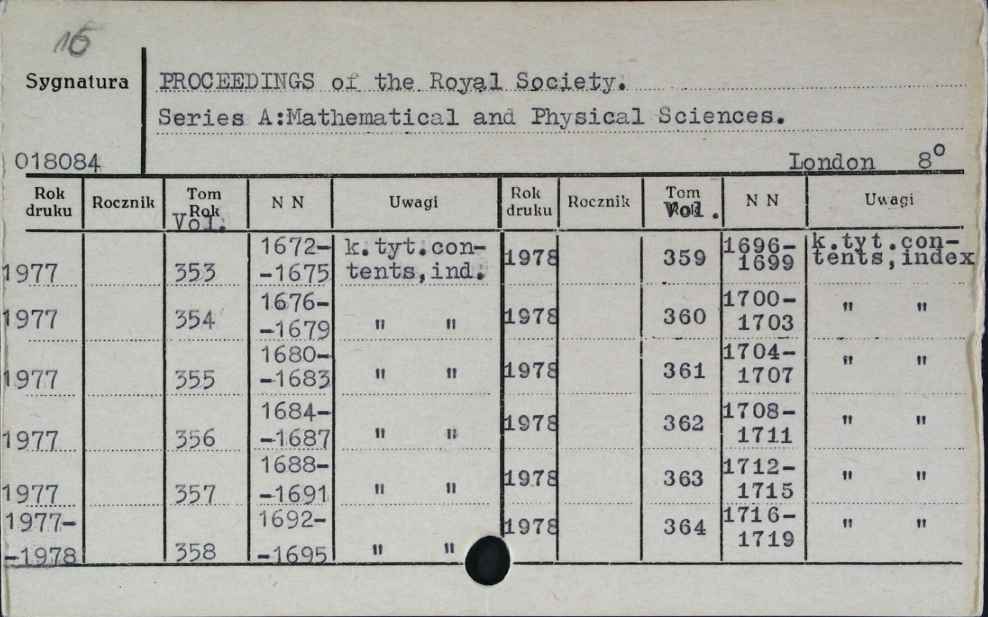 16
Sygnatura
PROCEEDINGS of the Royal Society.
Series A:Mathematical and Physical Sciences.
018084
London 8°
Rok druku Rocznik Tom Rok Vol. N N Uwagi Rok druku Rocznik Tom Vol. N N Uwagi
1977 353 1672–-1675 k.tyt.con-tents,ind. 1978 359 1696-1699 k.tyt.con-tents,index
1977 354 1676–-1679 " " 1978 360 1700-1703 " "
1977 355 1680–-1683 " " 1978 361 1704-1707 " "
1977 356 1684–-1687 " " 1978 362 1708-1711 " "
1977 357 1688–-1691 " " 1978 363 1712-1715 " "
1977–-1978 358 1692–-1695 " " 1978 364 1716-1719 " "